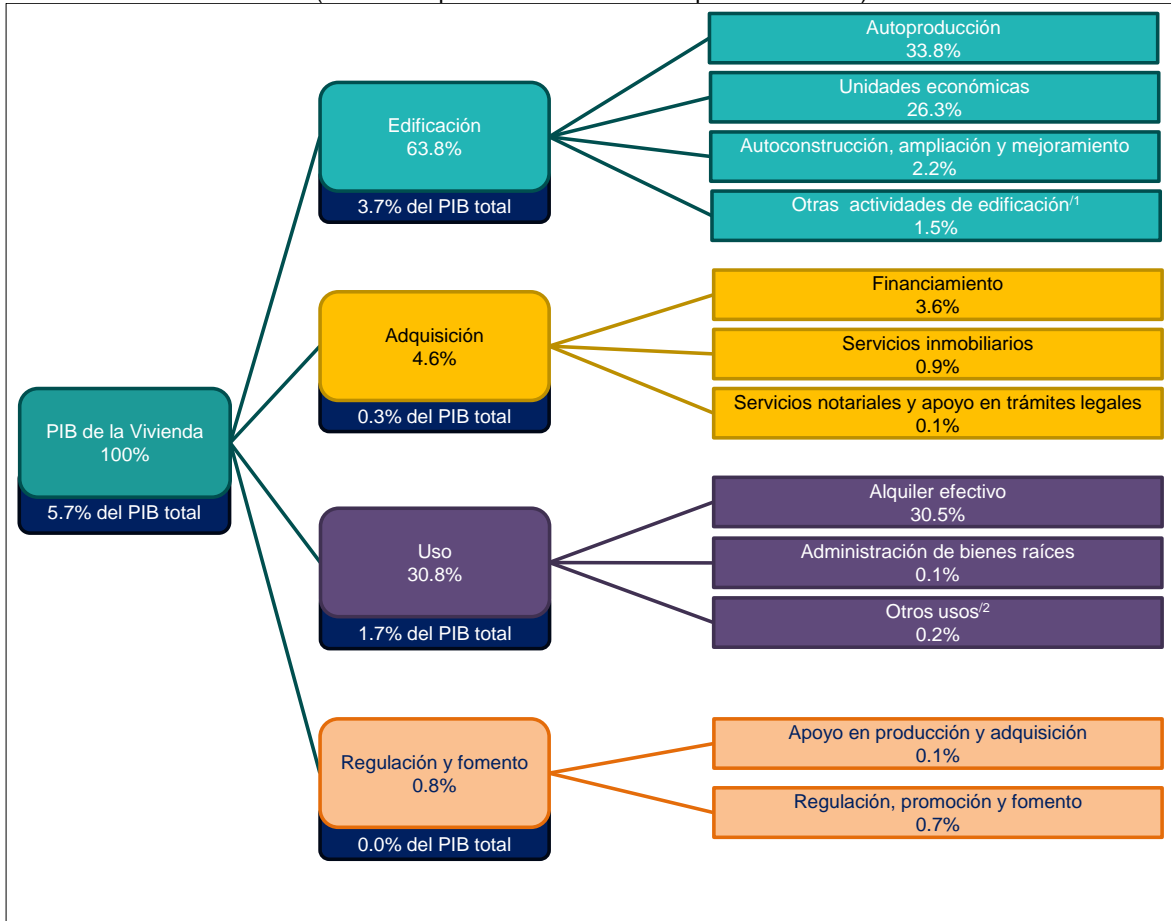 PIB de la Vivienda
100%
5.7% del PIB total
Edificación
63.8%
3.7% del PIB total
Autoproducción
33.8%
Unidades económicas
26.3%
Autoconstrucción, ampliación y mejoramiento
2.2%
Otras actividades de edificación/1
1.5%
Adquisición
4.6%
0.3% del PIB total
Financiamiento
3.6%
Servicios inmobiliarios
0.9%
Servicios notariales y apoyo en trámites legales
0.1%
Uso
30.8%
1.7% del PIB total
Alquiler efectivo
30.5%
Administración de bienes raíces
0.1%
Otros usos/2
0.2%
Regulación y fomento
0.8%
0.0% del PIB total
Apoyo en producción y adquisición
0.1%
Regulación, promoción y fomento
0.7%